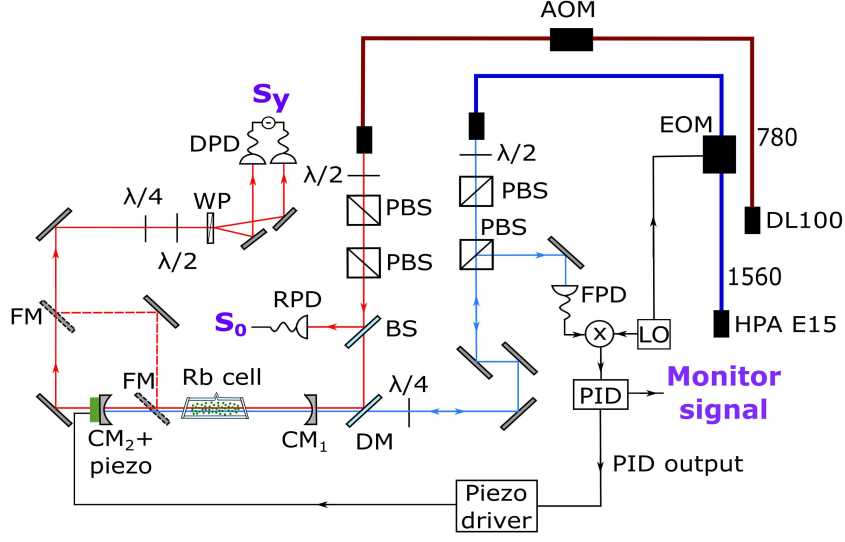 AOM
Sy
DPD
EOM
780
λ/2
λ/2
λ/4
WP
PBS
PBS
λ/2
PBS
PBS
DL100
1560
RPD
FPD
FM
S₀
BS
X
LO
HPA E15
FM
Rb cell
λ/4
PID
Monitor
signal
CM₂+
piezo
CM₁
DM
PID output
Piezo
driver